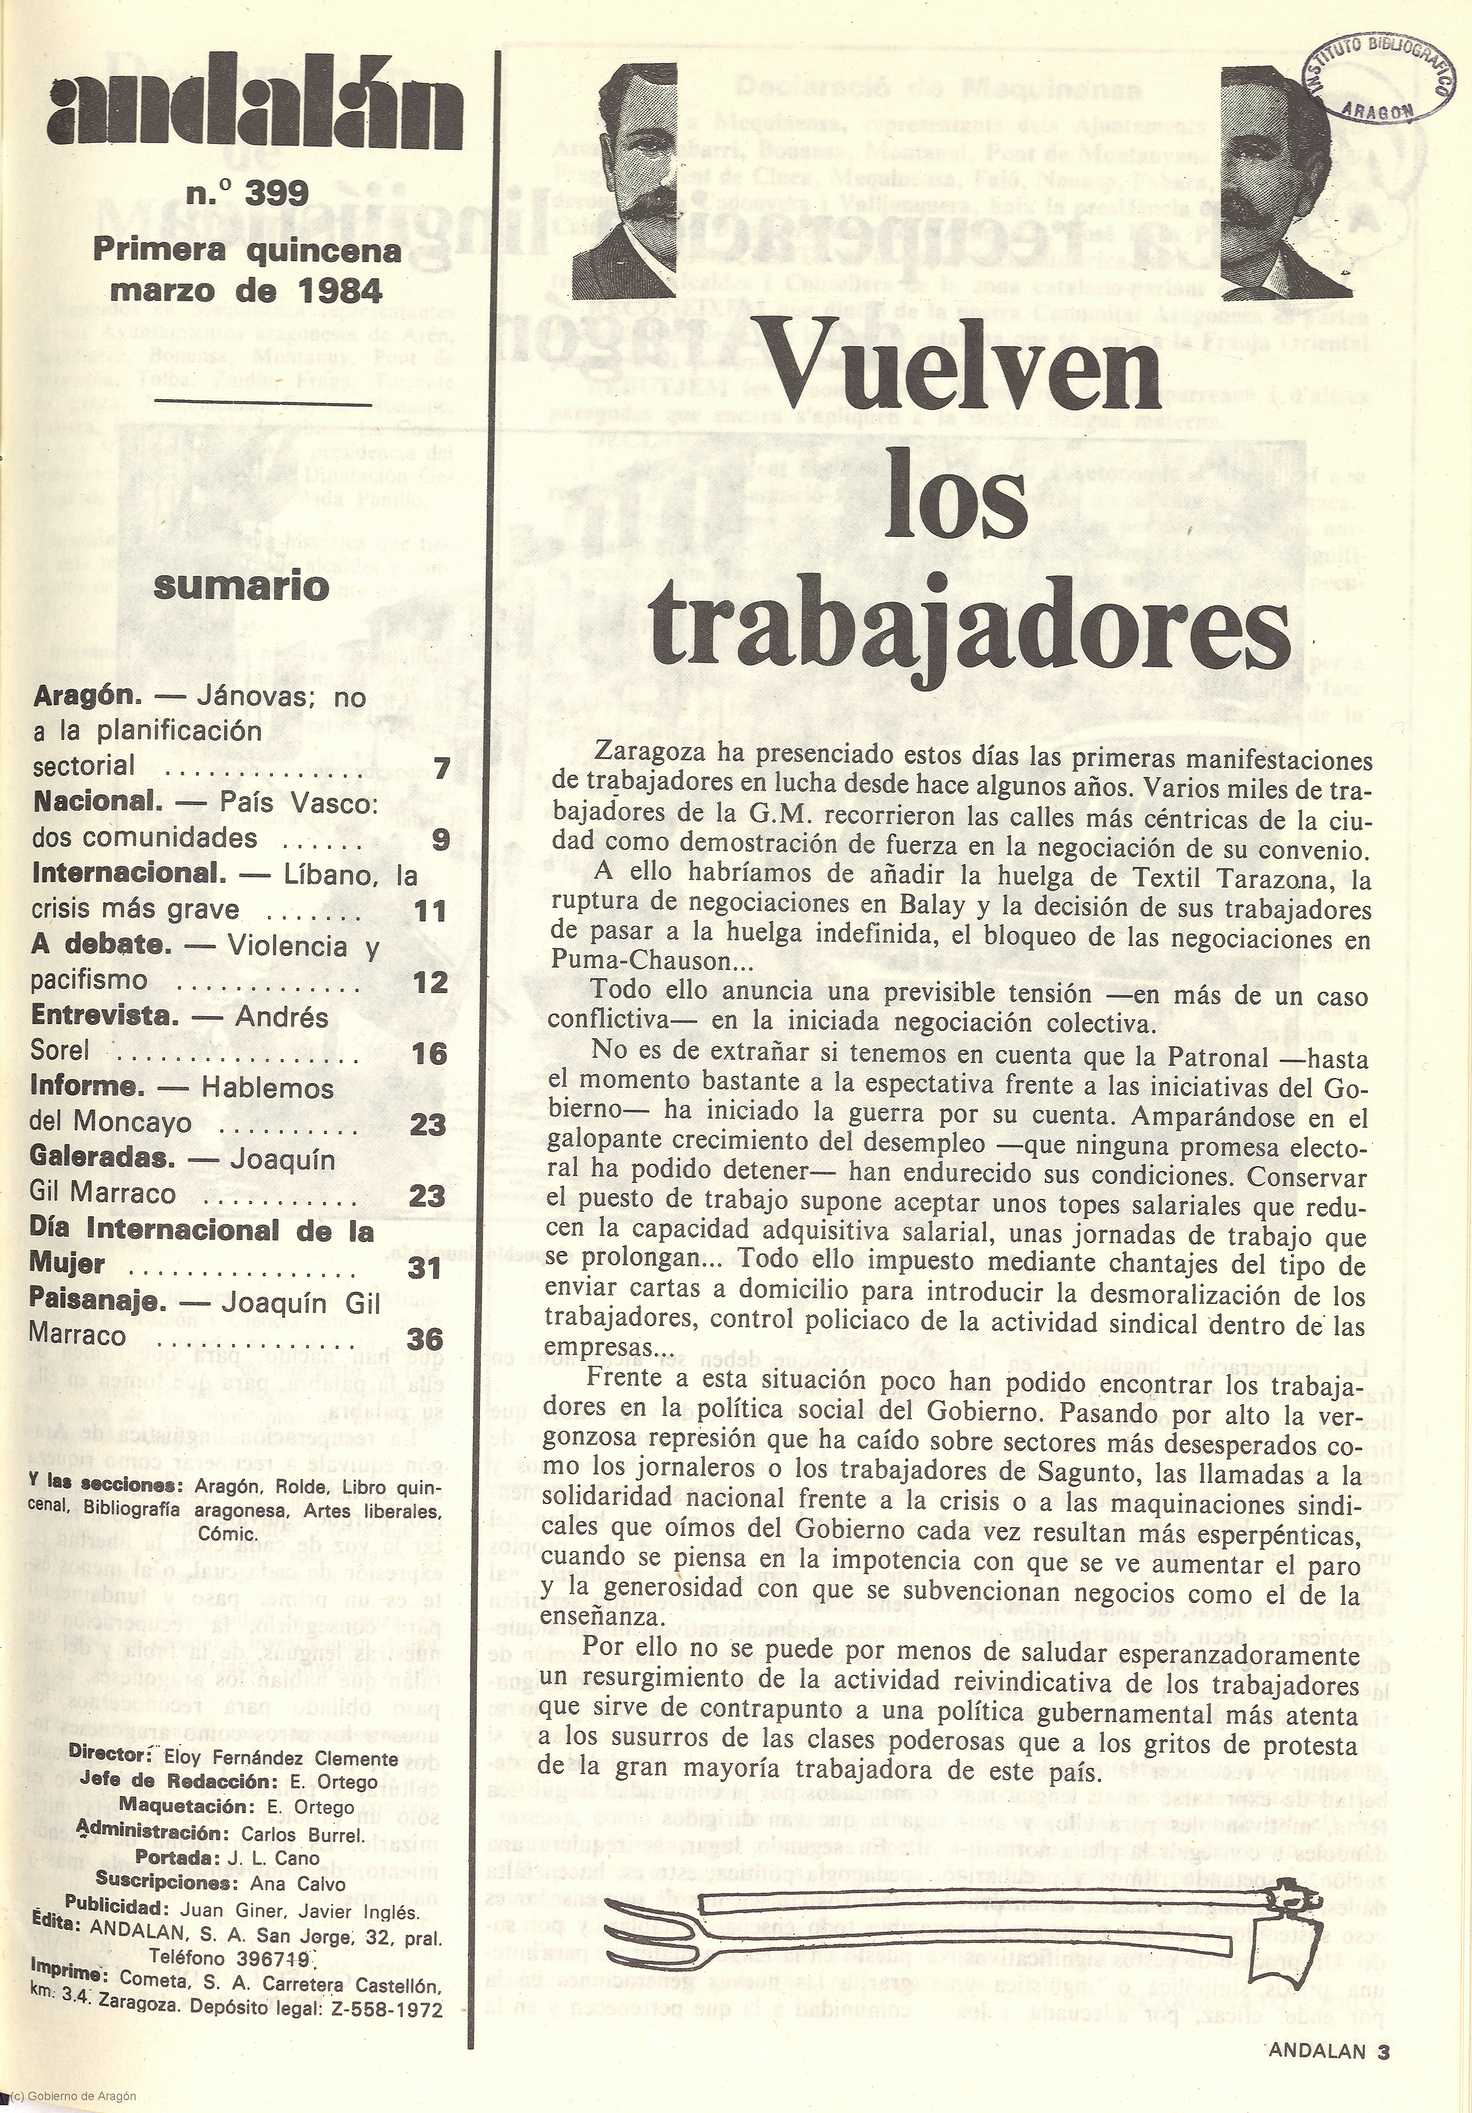 andalán
n.º 399
Primera quincena
marzo de 1984
sumario
Aragón. — Jánovas; no
a la planificación
sectorial .............. 7
Nacional. — País Vasco:
dos comunidades ...... 9
Internacional. — Líbano, la
crisis más grave ....... 11
A debate. — Violencia y
pacifismo ............. 12
Entrevista. — Andrés
Sorel ................. 16
Informe. — Hablemos
del Moncayo .......... 23
Galeradas. — Joaquín
Gil Marraco ........... 23
Día Internacional de la
Mujer ................ 31
Paisanaje. — Joaquín Gil
Marraco .............. 36
Y las secciones: Aragón, Rolde, Libro quin-
cenal, Bibliografía aragonesa, Artes liberales,
Cómic.
Director: Eloy Fernández Clemente
Jefe de Redacción: E. Ortego
Maquetación: E. Ortego
Administración: Carlos Burrel.
Portada: J. L. Cano
Suscripciones: Ana Calvo
Publicidad: Juan Giner, Javier Inglés.
Edita: ANDALAN, S. A. San Jorge, 32, pral.
Teléfono 396719.
Imprime: Cometa, S. A. Carretera Castellón,
km. 3.4. Zaragoza. Depósito legal: Z-558-1972
INSTITUTO BIBLIOGRAFICO
ARAGON
Vuelven
los
trabajadores
Zaragoza ha presenciado estos días las primeras manifestaciones
de trabajadores en lucha desde hace algunos años. Varios miles de tra-
bajadores de la G.M. recorrieron las calles más céntricas de la ciu-
dad como demostración de fuerza en la negociación de su convenio.
A ello habríamos de añadir la huelga de Textil Tarazona, la
ruptura de negociaciones en Balay y la decisión de sus trabajadores
de pasar a la huelga indefinida, el bloqueo de las negociaciones en
Puma-Chauson...
Todo ello anuncia una previsible tensión —en más de un caso
conflictiva— en la iniciada negociación colectiva.
No es de extrañar si tenemos en cuenta que la Patronal —hasta
el momento bastante a la espectativa frente a las iniciativas del Go-
bierno— ha iniciado la guerra por su cuenta. Amparándose en el
galopante crecimiento del desempleo —que ninguna promesa electo-
ral ha podido detener— han endurecido sus condiciones. Conservar
el puesto de trabajo supone aceptar unos topes salariales que redu-
cen la capacidad adquisitiva salarial, unas jornadas de trabajo que
se prolongan... Todo ello impuesto mediante chantajes del tipo de
enviar cartas a domicilio para introducir la desmoralización de los
trabajadores, control policiaco de la actividad sindical dentro de las
empresas...
Frente a esta situación poco han podido encontrar los trabaja-
dores en la política social del Gobierno. Pasando por alto la ver-
gonzosa represión que ha caído sobre sectores más desesperados co-
mo los jornaleros o los trabajadores de Sagunto, las llamadas a la
solidaridad nacional frente a la crisis o a las maquinaciones sindi-
cales que oímos del Gobierno cada vez resultan más esperpénticas,
cuando se piensa en la impotencia con que se ve aumentar el paro
y la generosidad con que se subvencionan negocios como el de la
enseñanza.
Por ello no se puede por menos de saludar esperanzadoramente
un resurgimiento de la actividad reivindicativa de los trabajadores
que sirve de contrapunto a una política gubernamental más atenta
a los susurros de las clases poderosas que a los gritos de protesta
de la gran mayoría trabajadora de este país.
ANDALAN 3
(c) Gobierno de Aragón